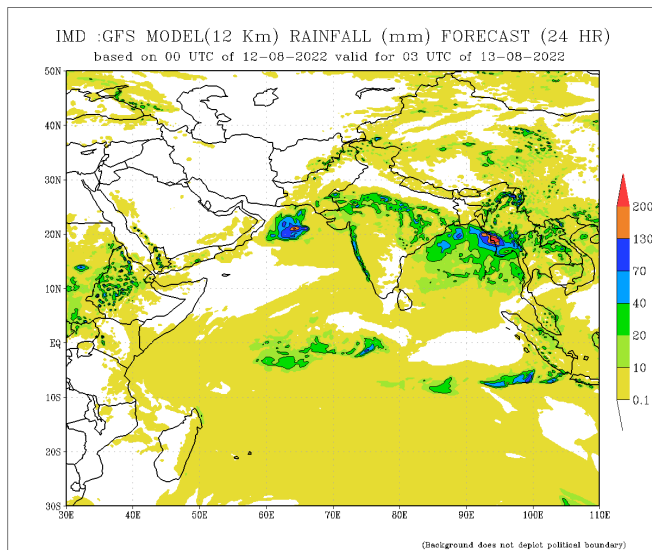 IMD :GFS MODEL(12 Km) RAINFALL (mm) FORECAST (24 HR)
based on 00 UTC of 12-08-2022 valid for 03 UTC of 13-08-2022
50N
40N
30N
20N
10N
EQ
10S
20S
30S
30E 40E 50E 60E 70E 80E 90E 100E 110E
200
130
70
40
20
10
0.1
(Background does not depict political boundary)